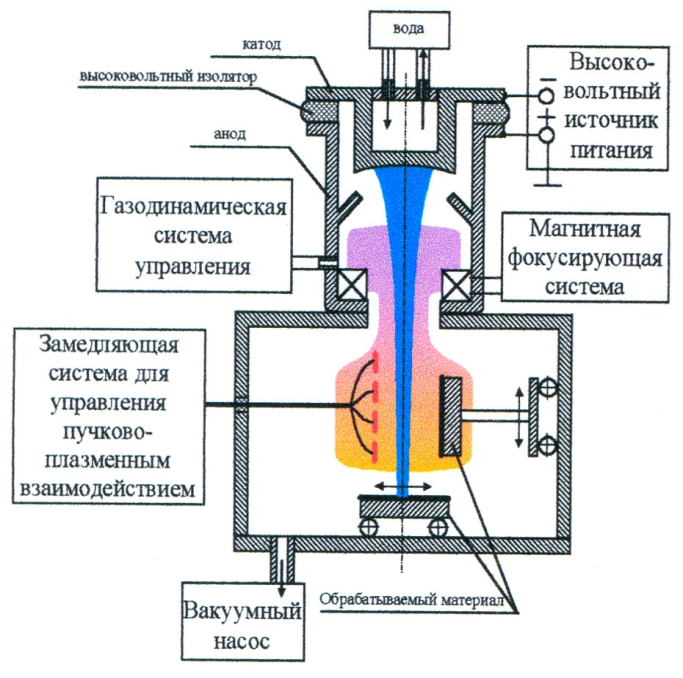 вода
катод
высоковольтный изолятор
анод
Высоко-
вольтный
источник
питания
Газодинамическая
система
управления
Магнитная
фокусирующая
система
Замедляющая
система для
управления
пучково-
плазменным
взаимодействием
Обрабатываемый материал
Вакуумный
насос